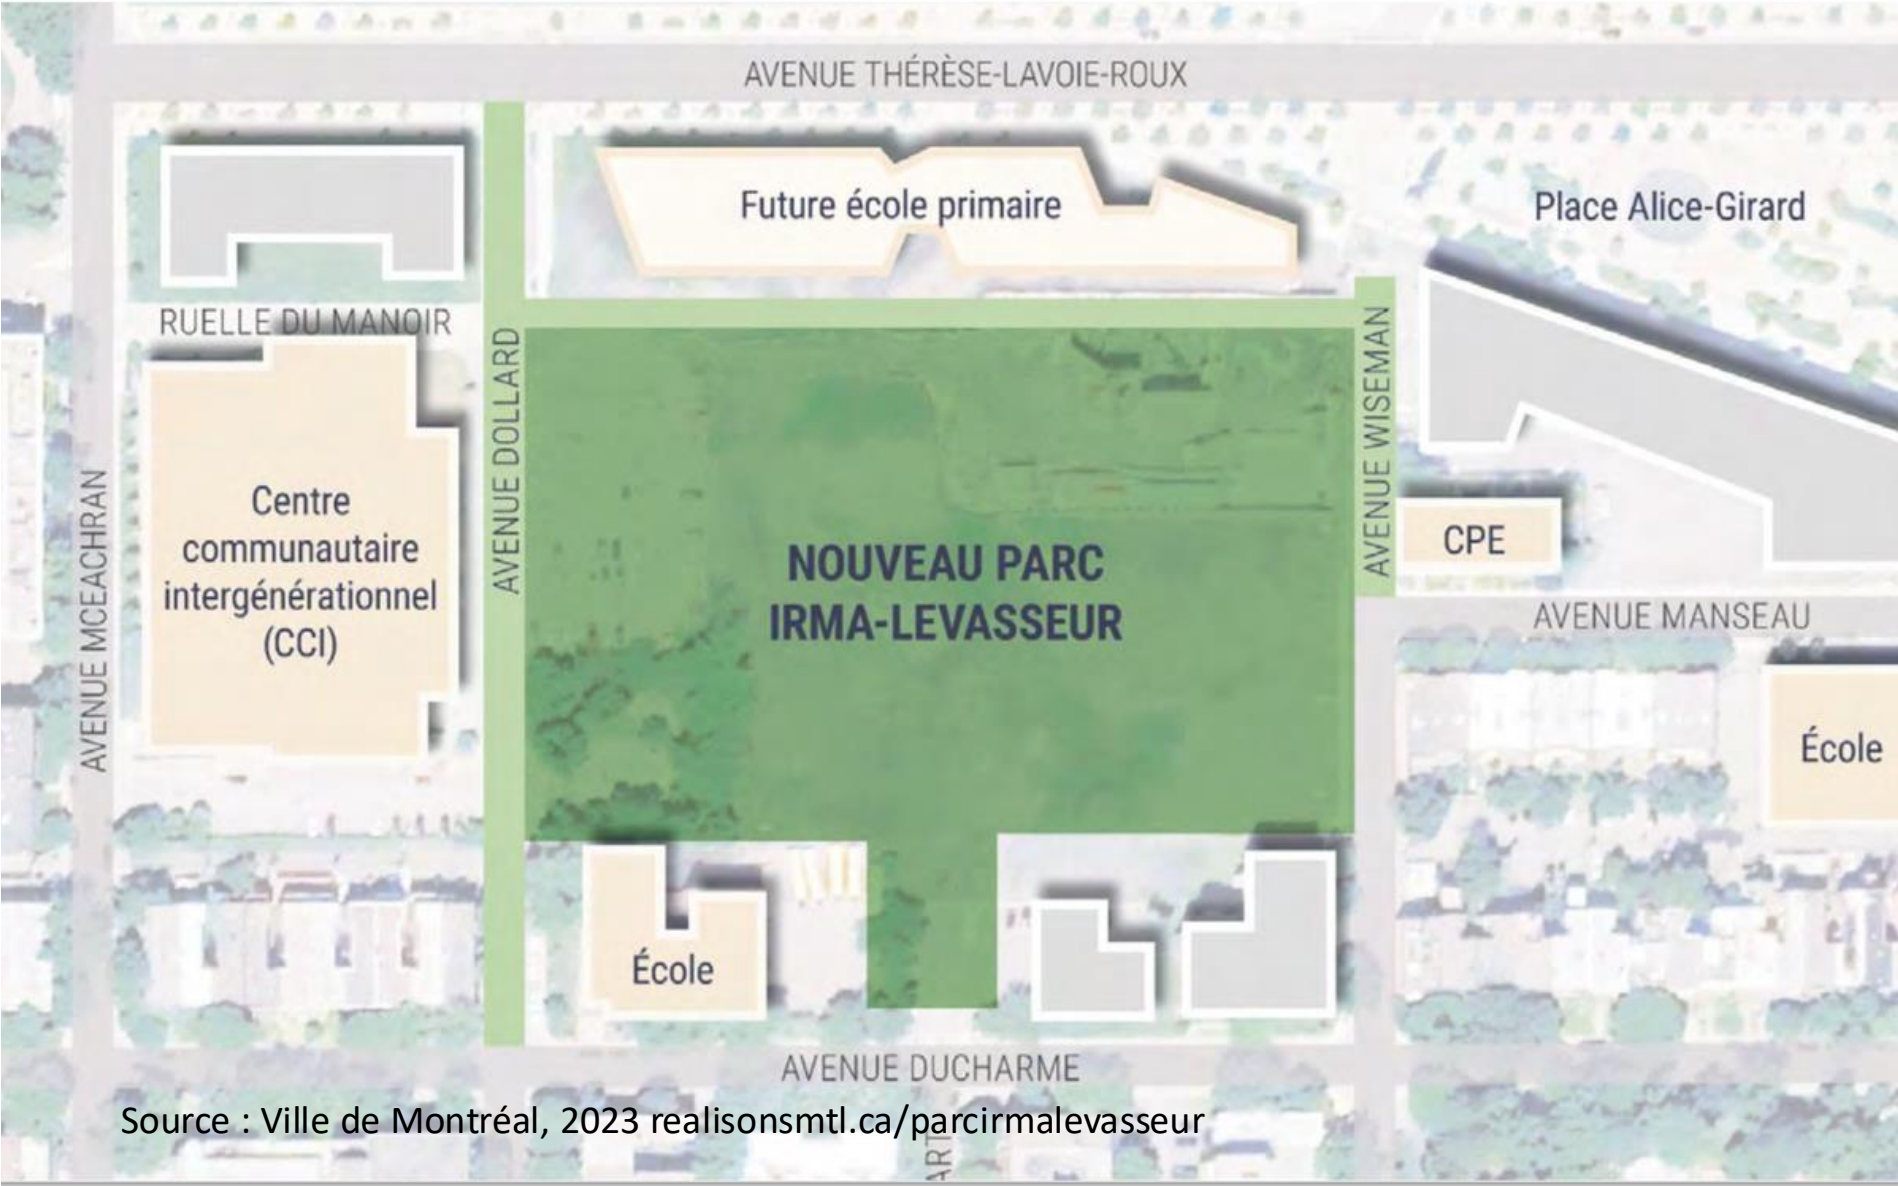 AVENUE THÉRÈSE-LAVOIE-ROUX
Future école primaire
Place Alice-Girard
RUELLE DU MANOIR
AVENUE DOLLARD
AVENUE WISEMAN
AVENUE MCEACHRAN
Centre
communautaire
intergénérationnel
(CCI)
NOUVEAU PARC
IRMA-LEVASSEUR
CPE
AVENUE MANSEAU
École
École
AVENUE DUCHARME
Source : Ville de Montréal, 2023 realisonsmtl.ca/parcirmalevasseur
ART